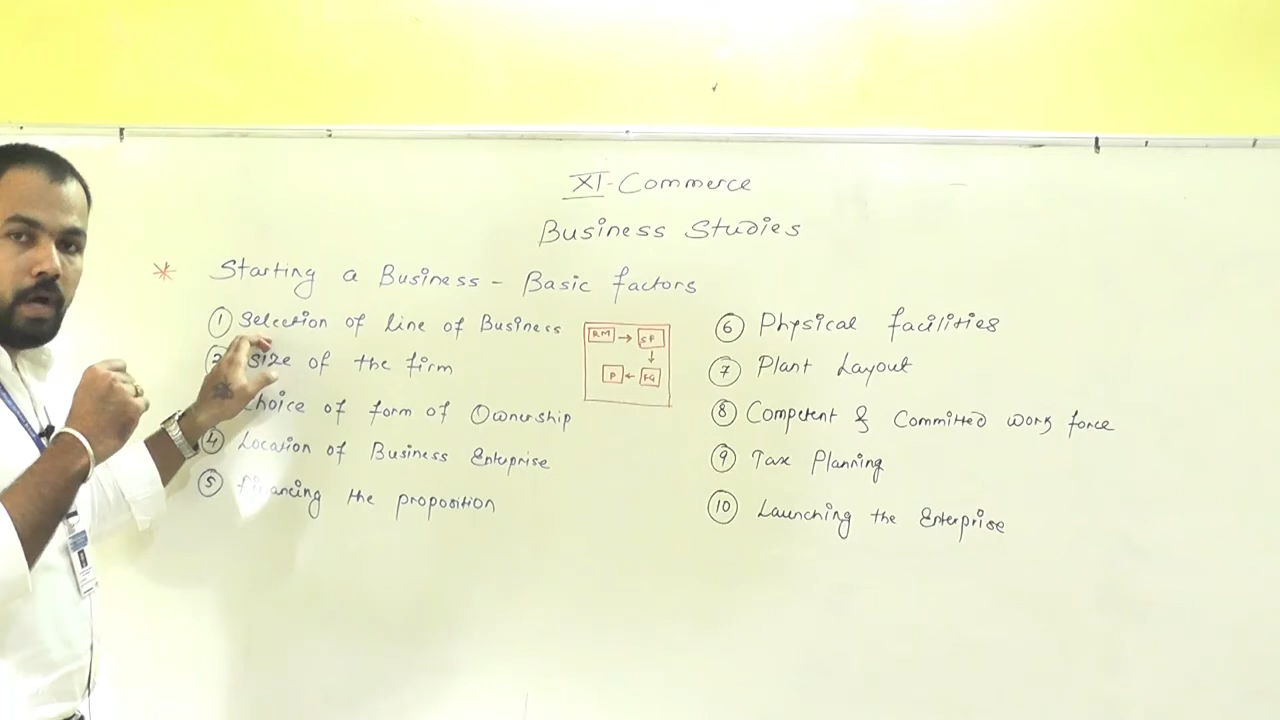 XI-Commerce
Business Studies
* Starting a Business - Basic factors
① Selection of line of Business
② size of the firm
choice of form of Ownership
④ Location of Business Enterprise
⑤ financing the proposition
RM → SF
↓
P ← FG
⑥ Physical facilities
⑦ Plant Layout
⑧ Competent & Committed work force
⑨ Tax Planning
⑩ Launching the Enterprise